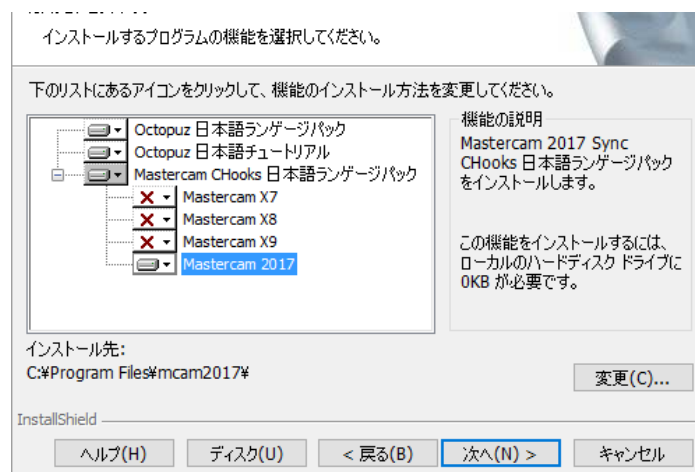 インストールするプログラムの機能を選択してください。
下のリストにあるアイコンをクリックして、機能のインストール方法を変更してください。
Octopuz 日本語ランゲージパック
Octopuz 日本語チュートリアル
Mastercam CHooks 日本語ランゲージパック
Mastercam X7
Mastercam X8
Mastercam X9
Mastercam 2017
機能の説明
Mastercam 2017 Sync
CHooks 日本語ランゲージパック
をインストールします。
この機能をインストールするには、
ローカルのハードディスク ドライブに
0KB が必要です。
インストール先:
C:¥Program Files¥mcam2017¥
変更(C)...
InstallShield
ヘルプ(H)
ディスク(U)
< 戻る(B)
次へ(N) >
キャンセル